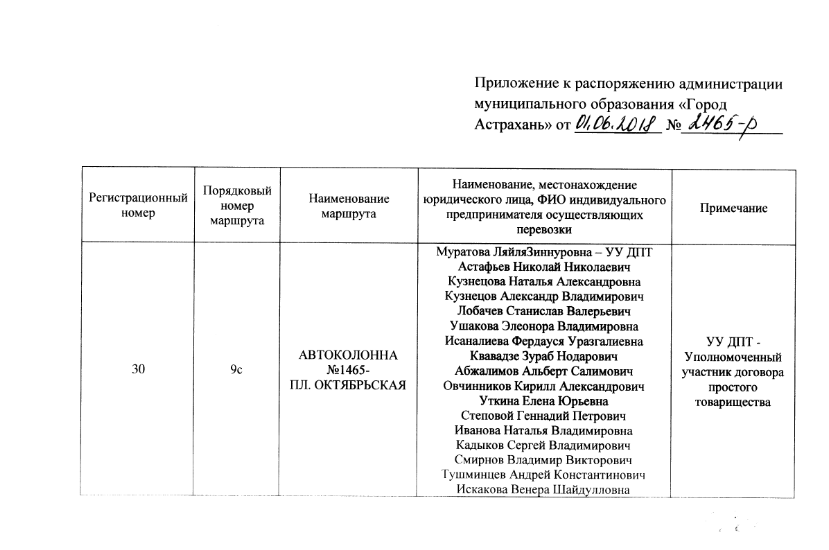 Приложение к распоряжению администрации
муниципального образования «Город
Астрахань» от 01.06.2018 № 2465-р
Регистрационный
номер
Порядковый
номер
маршрута
Наименование
маршрута
Наименование, местонахождение
юридического лица, ФИО индивидуального
предпринимателя осуществляющих
перевозки
Примечание
30
9с
АВТОКОЛОННА
№1465-
ПЛ. ОКТЯБРЬСКАЯ
Муратова ЛяйляЗиннуровна – УУ ДПТ
Астафьев Николай Николаевич
Кузнецова Наталья Александровна
Кузнецов Александр Владимирович
Лобачев Станислав Валерьевич
Ушакова Элеонора Владимировна
Исаналиева Фердауся Уразгалиевна
Квавадзе Зураб Нодарович
Абжалимов Альберт Салимович
Овчинников Кирилл Александрович
Уткина Елена Юрьевна
Степовой Геннадий Петрович
Иванова Наталья Владимировна
Кадыков Сергей Владимирович
Смирнов Владимир Викторович
Тушминцев Андрей Константинович
Искакова Венера Шайдулловна
УУ ДПТ -
Уполномоченный
участник договора
простого
товарищества